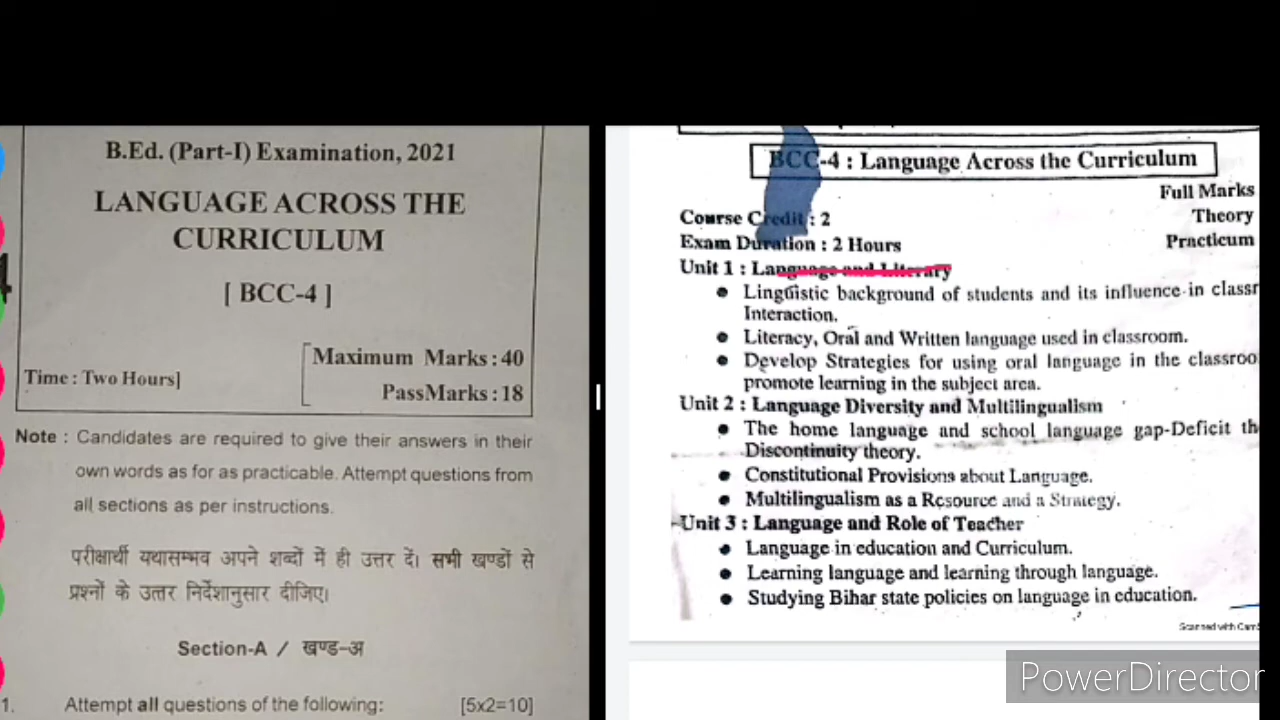 B.Ed. (Part-I) Examination, 2021
LANGUAGE ACROSS THE
CURRICULUM
[ BCC-4 ]
Time : Two Hours]
Maximum Marks : 40
PassMarks : 18
Note : Candidates are required to give their answers in their
own words as for as practicable. Attempt questions from
all sections as per instructions.
परीक्षार्थी यथासम्भव अपने शब्दों में ही उत्तर दें। सभी खण्डों से
प्रश्नों के उत्तर निर्देशानुसार दीजिए।
Section-A / खण्ड-अ
1. Attempt all questions of the following: [5x2=10]
BCC-4 : Language Across the Curriculum
Full Marks
Course Credit : 2
Theory
Exam Duration : 2 Hours
Practicum
Unit 1 : Language and Literary
• Linguistic background of students and its influence in classr
Interaction.
• Literacy, Oral and Written language used in classroom.
• Develop Strategies for using oral language in the classroo
promote learning in the subject area.
Unit 2 : Language Diversity and Multilingualism
• The home language and school language gap-Deficit th
Discontinuity theory.
• Constitutional Provisions about Language.
• Multilingualism as a Resource and a Strategy.
Unit 3 : Language and Role of Teacher
• Language in education and Curriculum.
• Learning language and learning through language.
• Studying Bihar state policies on language in education.
Scanned with Cam
PowerDirector